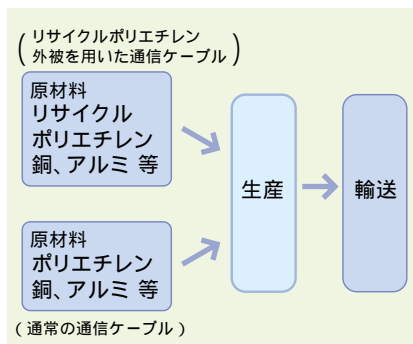 (リサイクルポリエチレン
外被を用いた通信ケーブル)
原材料
リサイクル
ポリエチレン
銅、アルミ 等
生産
輸送
原材料
ポリエチレン
銅、アルミ 等
(通常の通信ケーブル)